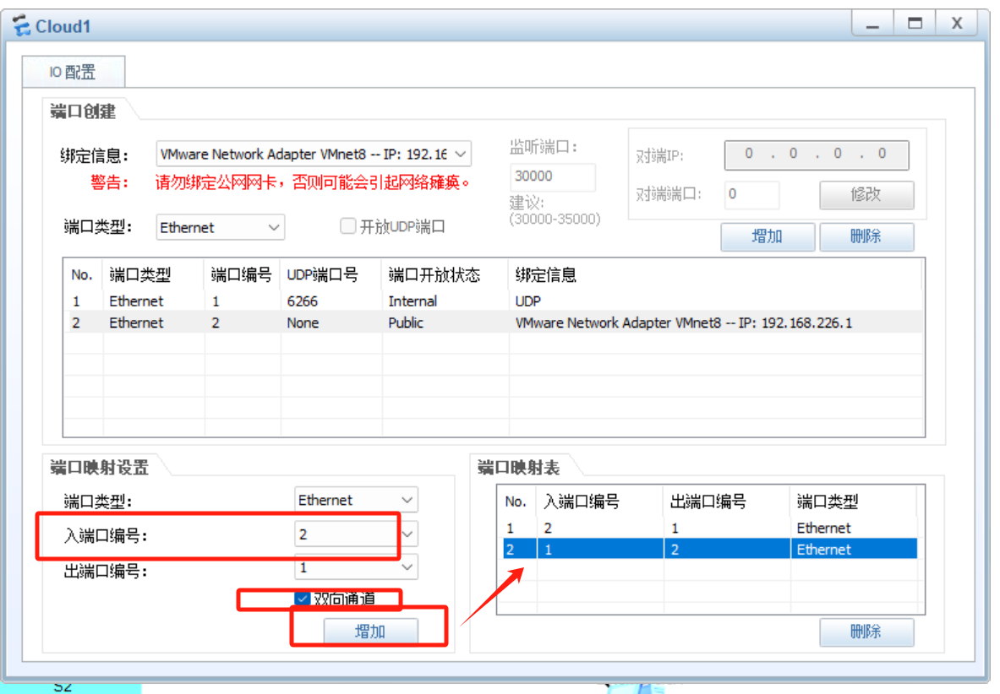 Cloud1
IO 配置
端口创建
绑定信息: VMware Network Adapter VMnet8 -- IP: 192.16
警告: 请勿绑定公网网卡，否则可能会引起网络瘫痪。
端口类型: Ethernet 开放UDP端口
监听端口:
30000
建议:
(30000-35000)
对端IP: 0 . 0 . 0 . 0
对端端口: 0 修改
增加 删除
No. 端口类型 端口编号 UDP端口号 端口开放状态 绑定信息
1 Ethernet 1 6266 Internal UDP
2 Ethernet 2 None Public VMware Network Adapter VMnet8 -- IP: 192.168.226.1
端口映射设置
端口类型: Ethernet
入端口编号: 2
出端口编号: 1
双向通道
增加
端口映射表
No. 入端口编号 出端口编号 端口类型
1 2 1 Ethernet
2 1 2 Ethernet
删除
S2